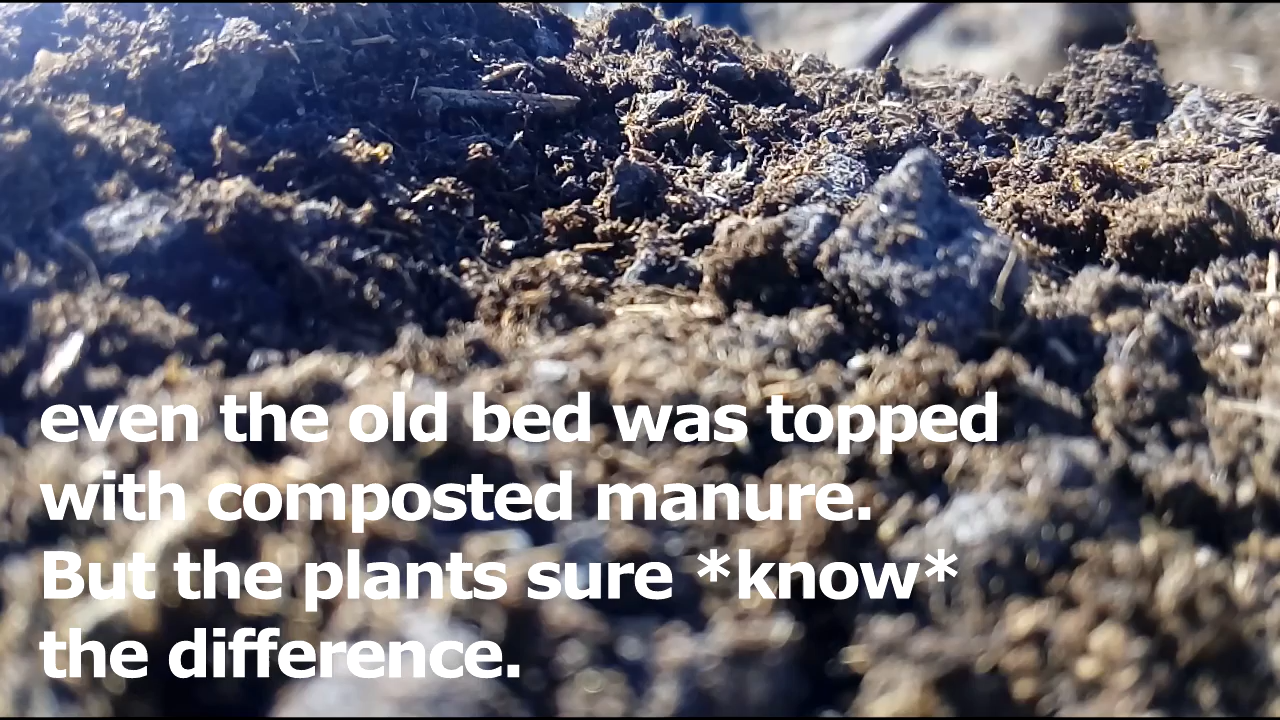 even the old bed was topped
with composted manure.
But the plants sure *know*
the difference.